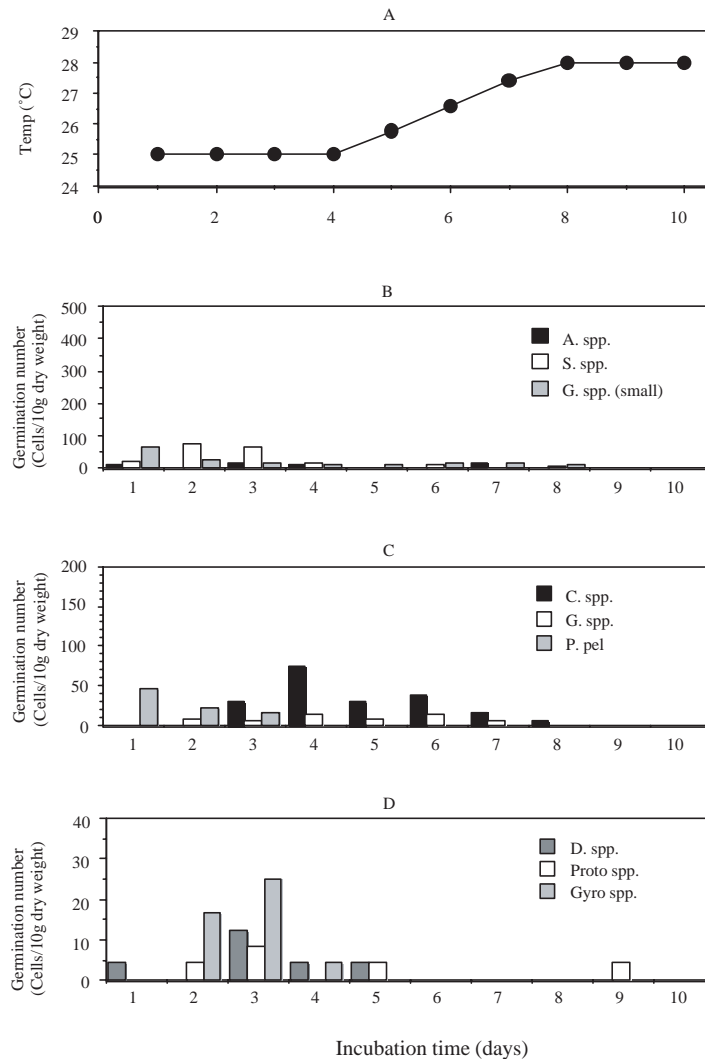 A
29
28
27
26
25
24
Temp (˚C)
0 2 4 6 8 10
B
500
400
300
200
100
0
Germination number
(Cells/10g dry weight)
A. spp.
S. spp.
G. spp. (small)
1 2 3 4 5 6 7 8 9 10
C
200
150
100
50
0
Germination number
(Cells/10g dry weight)
C. spp.
G. spp.
P. pel
1 2 3 4 5 6 7 8 9 10
D
40
30
20
10
0
Germination number
(Cells/10g dry weight)
D. spp.
Proto spp.
Gyro spp.
1 2 3 4 5 6 7 8 9 10
Incubation time (days)